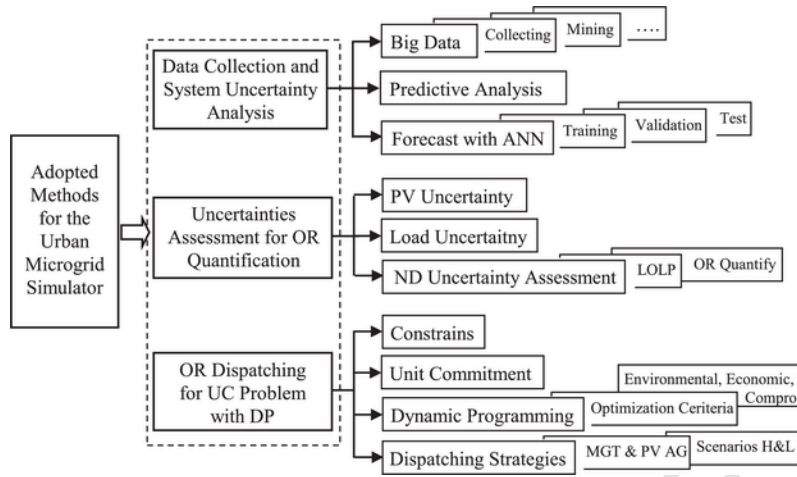 Adopted
Methods
for the
Urban
Microgrid
Simulator
Data Collection and
System Uncertainty
Analysis
Big Data
Collecting
Mining
....
Predictive Analysis
Forecast with ANN
Training
Validation
Test
Uncertainties
Assessment for OR
Quantification
PV Uncertainty
Load Uncertaitny
ND Uncertainty Assessment
LOLP
OR Quantify
OR Dispatching
for UC Problem
with DP
Constrains
Unit Commitment
Dynamic Programming
Optimization Ceriteria
Environmental, Economic,
Compro
Dispatching Strategies
MGT & PV AG
Scenarios H&L